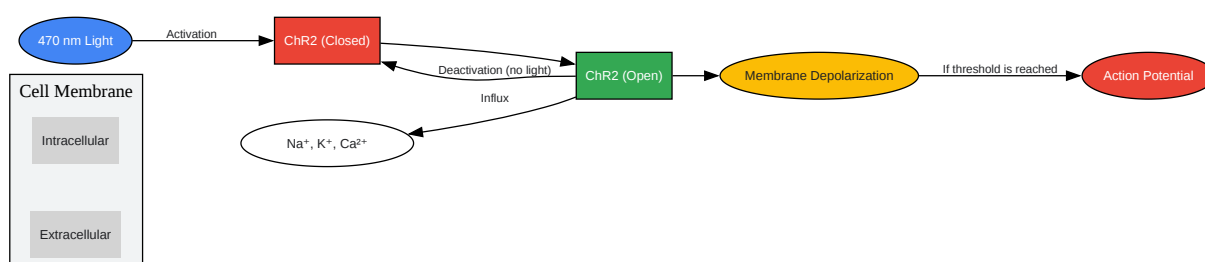 470 nm Light
Activation
ChR2 (Closed)
Deactivation (no light)
Influx
ChR2 (Open)
Membrane Depolarization
If threshold is reached
Action Potential
Na⁺, K⁺, Ca²⁺
Cell Membrane
Intracellular
Extracellular